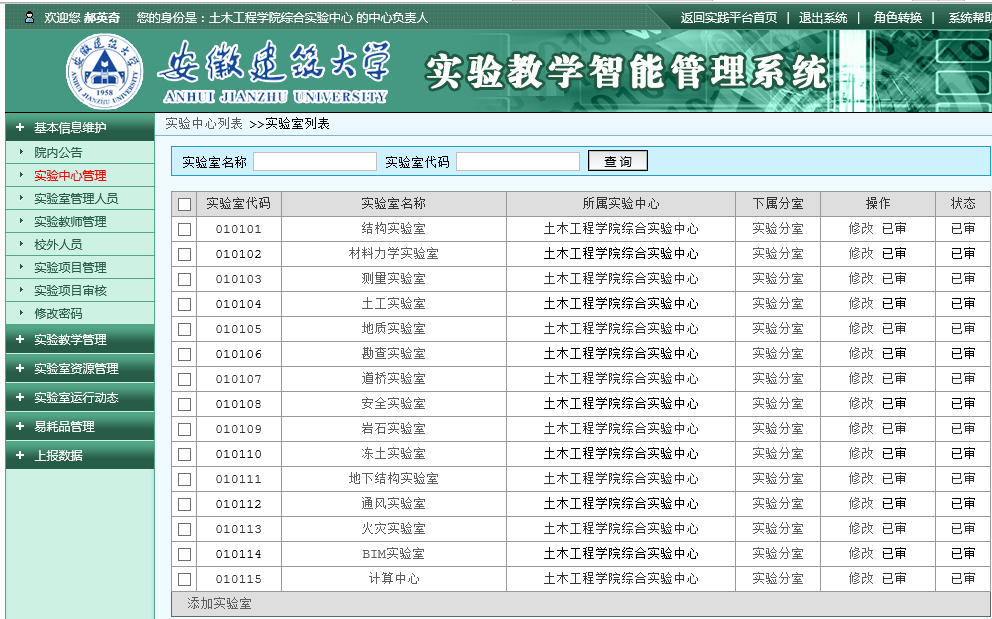 欢迎您 郝英奇 您的身份是：土木工程学院综合实验中心 的中心负责人 返回实践平台首页 | 退出系统 | 角色转换 | 系统帮助
安徽建筑大学
ANHUI JIANZHU UNIVERSITY
1958
实验教学智能管理系统
基本信息维护
院内公告
实验中心管理
实验室管理人员
实验教师管理
校外人员
实验项目管理
实验项目审核
修改密码
实验教学管理
实验室资源管理
实验室运行动态
易耗品管理
上报数据
实验中心列表 >>实验室列表
实验室名称 实验室代码 查 询
实验室代码 实验室名称 所属实验中心 下属分室 操作 状态
010101 结构实验室 土木工程学院综合实验中心 实验分室 修改 已审 已审
010102 材料力学实验室 土木工程学院综合实验中心 实验分室 修改 已审 已审
010103 测量实验室 土木工程学院综合实验中心 实验分室 修改 已审 已审
010104 土工实验室 土木工程学院综合实验中心 实验分室 修改 已审 已审
010105 地质实验室 土木工程学院综合实验中心 实验分室 修改 已审 已审
010106 勘查实验室 土木工程学院综合实验中心 实验分室 修改 已审 已审
010107 道桥实验室 土木工程学院综合实验中心 实验分室 修改 已审 已审
010108 安全实验室 土木工程学院综合实验中心 实验分室 修改 已审 已审
010109 岩石实验室 土木工程学院综合实验中心 实验分室 修改 已审 已审
010110 冻土实验室 土木工程学院综合实验中心 实验分室 修改 已审 已审
010111 地下结构实验室 土木工程学院综合实验中心 实验分室 修改 已审 已审
010112 通风实验室 土木工程学院综合实验中心 实验分室 修改 已审 已审
010113 火灾实验室 土木工程学院综合实验中心 实验分室 修改 已审 已审
010114 BIM实验室 土木工程学院综合实验中心 实验分室 修改 已审 已审
010115 计算中心 土木工程学院综合实验中心 实验分室 修改 已审 已审
添加实验室